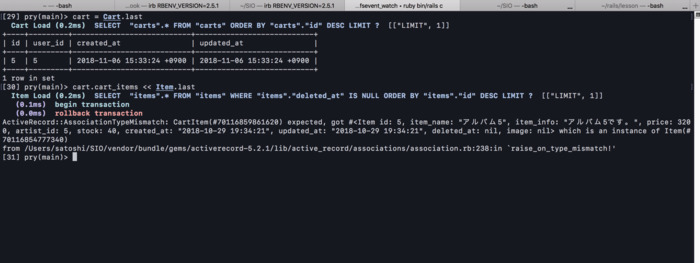 — -- -bash
...ook — irb RBENV_VERSION=2.5.1
~/SIO — irb RBENV_VERSION=2.5.1
...fsevent_watch • ruby bin/rails c
~/SIO — -bash
~/rails/lesson — -bash
[29] pry(main)> cart = Cart.last
Cart Load (0.2ms)  SELECT  "carts".* FROM "carts" ORDER BY "carts"."id" DESC LIMIT ?  [["LIMIT", 1]]
+----+---------+---------------------------+---------------------------+
| id | user_id | created_at                | updated_at                |
+----+---------+---------------------------+---------------------------+
| 5  | 5       | 2018-11-06 15:33:24 +0900 | 2018-11-06 15:33:24 +0900 |
+----+---------+---------------------------+---------------------------+
1 row in set
[30] pry(main)> cart.cart_items << Item.last
Item Load (0.2ms)  SELECT  "items".* FROM "items" WHERE "items"."deleted_at" IS NULL ORDER BY "items"."id" DESC LIMIT ?  [["LIMIT", 1]]
(0.1ms)  begin transaction
(0.0ms)  rollback transaction
ActiveRecord::AssociationTypeMismatch: CartItem(#70116859861620) expected, got #<Item id: 5, item_name: "アルバム5", item_info: "アルバム5です。", price: 320
0, artist_id: 5, stock: 40, created_at: "2018-10-29 19:34:21", updated_at: "2018-10-29 19:34:21", deleted_at: nil, image: nil> which is an instance of Item(#
70116854777340)
from /Users/satoshi/SIO/vendor/bundle/gems/activerecord-5.2.1/lib/active_record/associations/association.rb:238:in `raise_on_type_mismatch!'
[31] pry(main)>